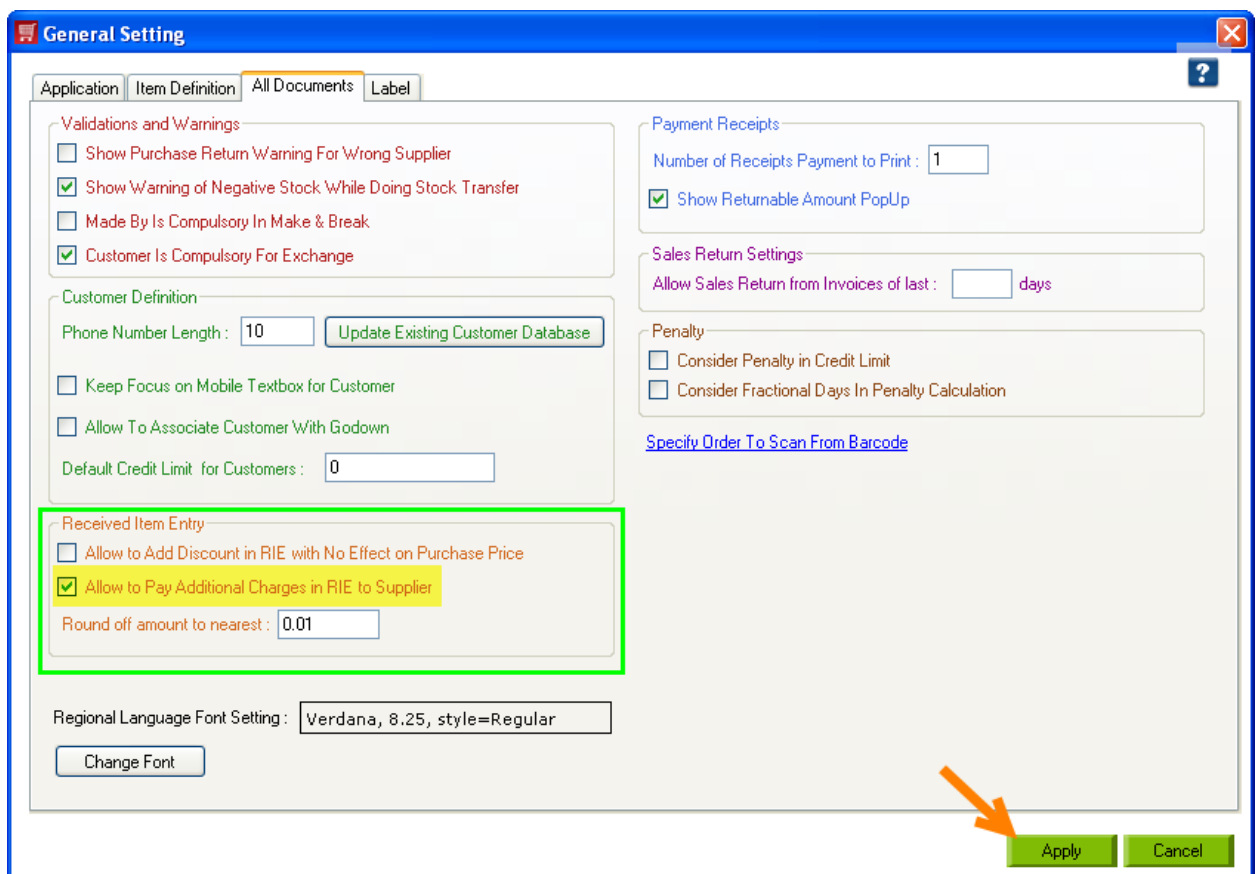 General Setting
?
Application Item Definition All Documents Label
Validations and Warnings
Show Purchase Return Warning For Wrong Supplier
Show Warning of Negative Stock While Doing Stock Transfer
Made By Is Compulsory In Make & Break
Customer Is Compulsory For Exchange
Customer Definition
Phone Number Length : 10 Update Existing Customer Database
Keep Focus on Mobile Textbox for Customer
Allow To Associate Customer With Godown
Default Credit Limit for Customers : 0
Received Item Entry
Allow to Add Discount in RIE with No Effect on Purchase Price
Allow to Pay Additional Charges in RIE to Supplier
Round off amount to nearest : 0.01
Regional Language Font Setting : Verdana, 8.25, style=Regular
Change Font
Payment Receipts
Number of Receipts Payment to Print : 1
Show Returnable Amount PopUp
Sales Return Settings
Allow Sales Return from Invoices of last : days
Penalty
Consider Penalty in Credit Limit
Consider Fractional Days In Penalty Calculation
Specify Order To Scan From Barcode
Apply Cancel